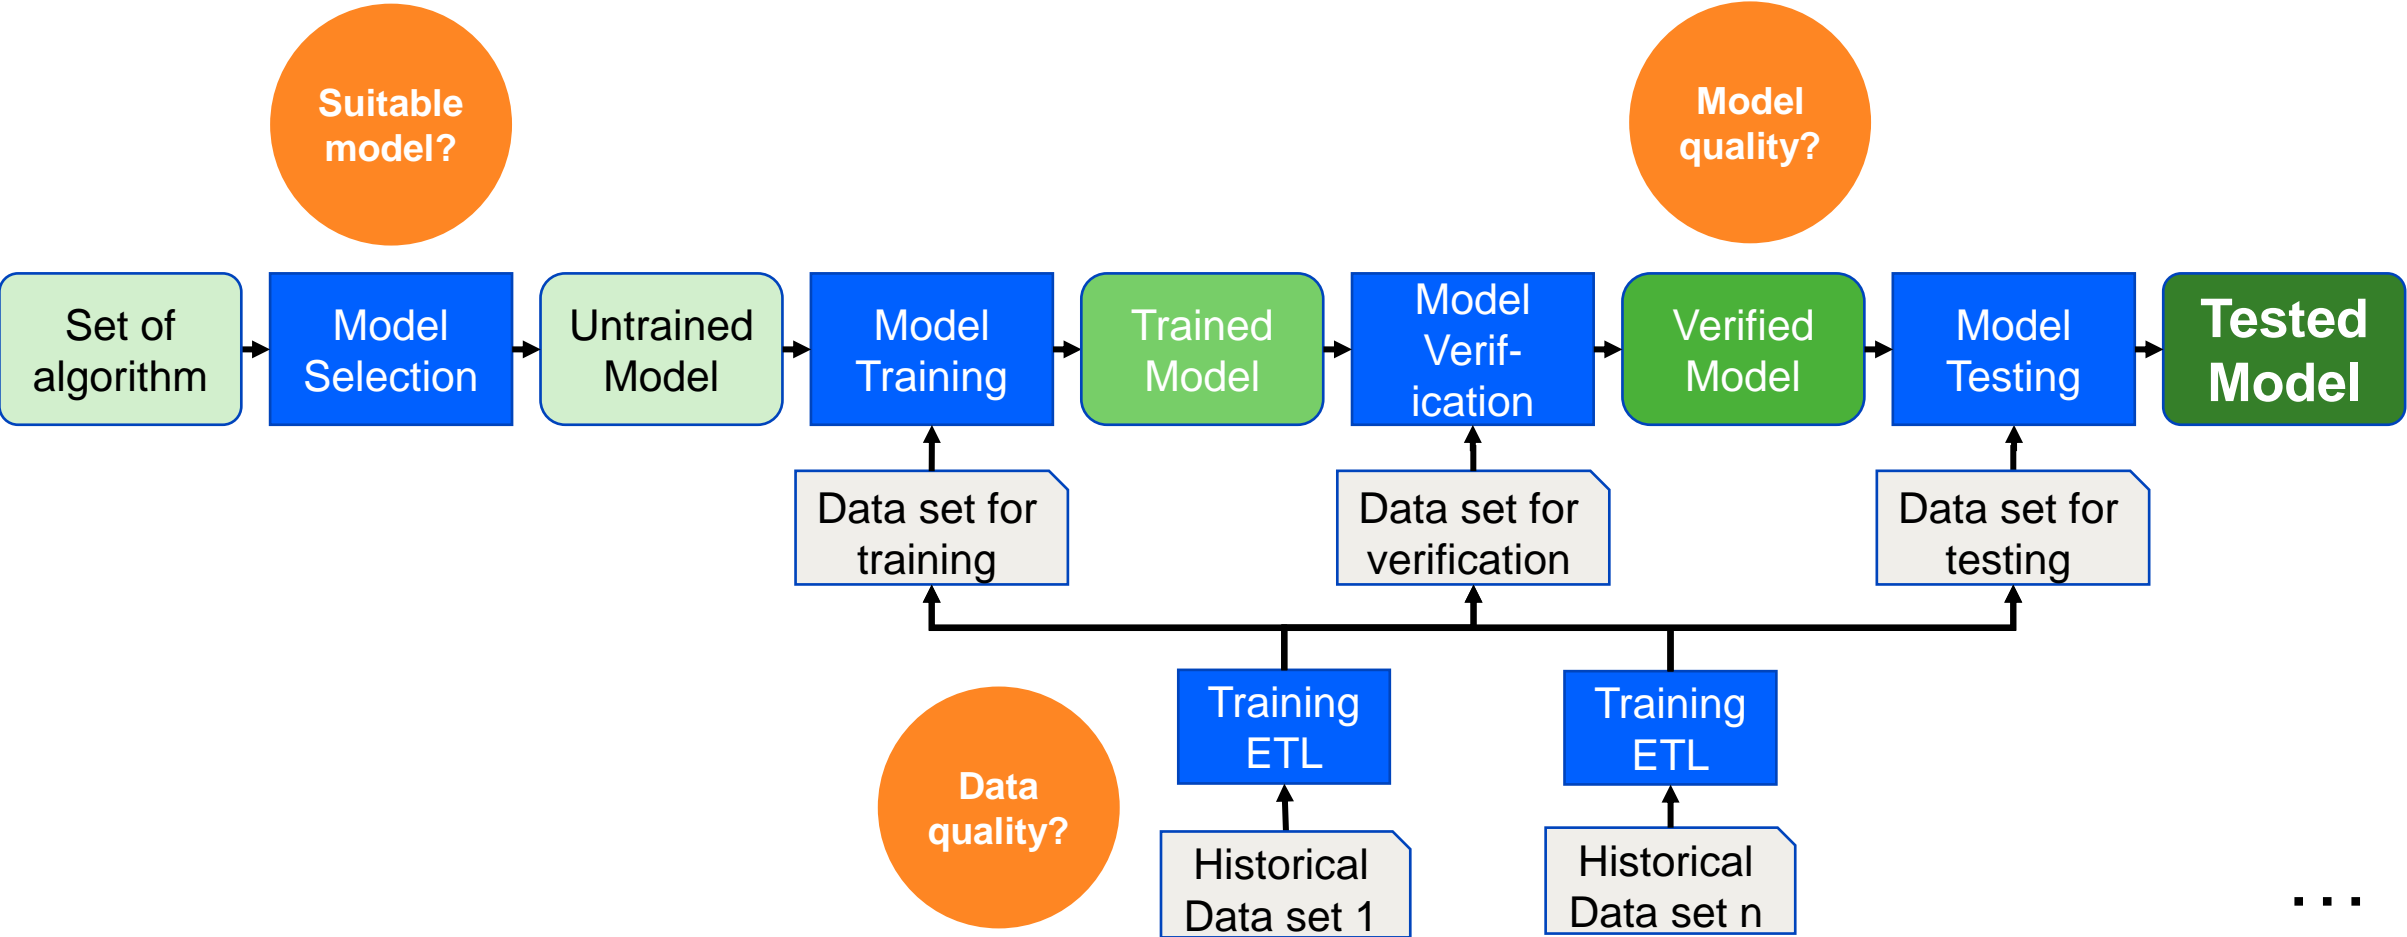 Suitable
model?
Model
quality?
Set of
algorithm
Model
Selection
Untrained
Model
Model
Training
Trained
Model
Model
Verif-
ication
Verified
Model
Model
Testing
Tested
Model
Data set for
training
Data set for
verification
Data set for
testing
Data
quality?
Training
ETL
Training
ETL
Historical
Data set 1
Historical
Data set n
...